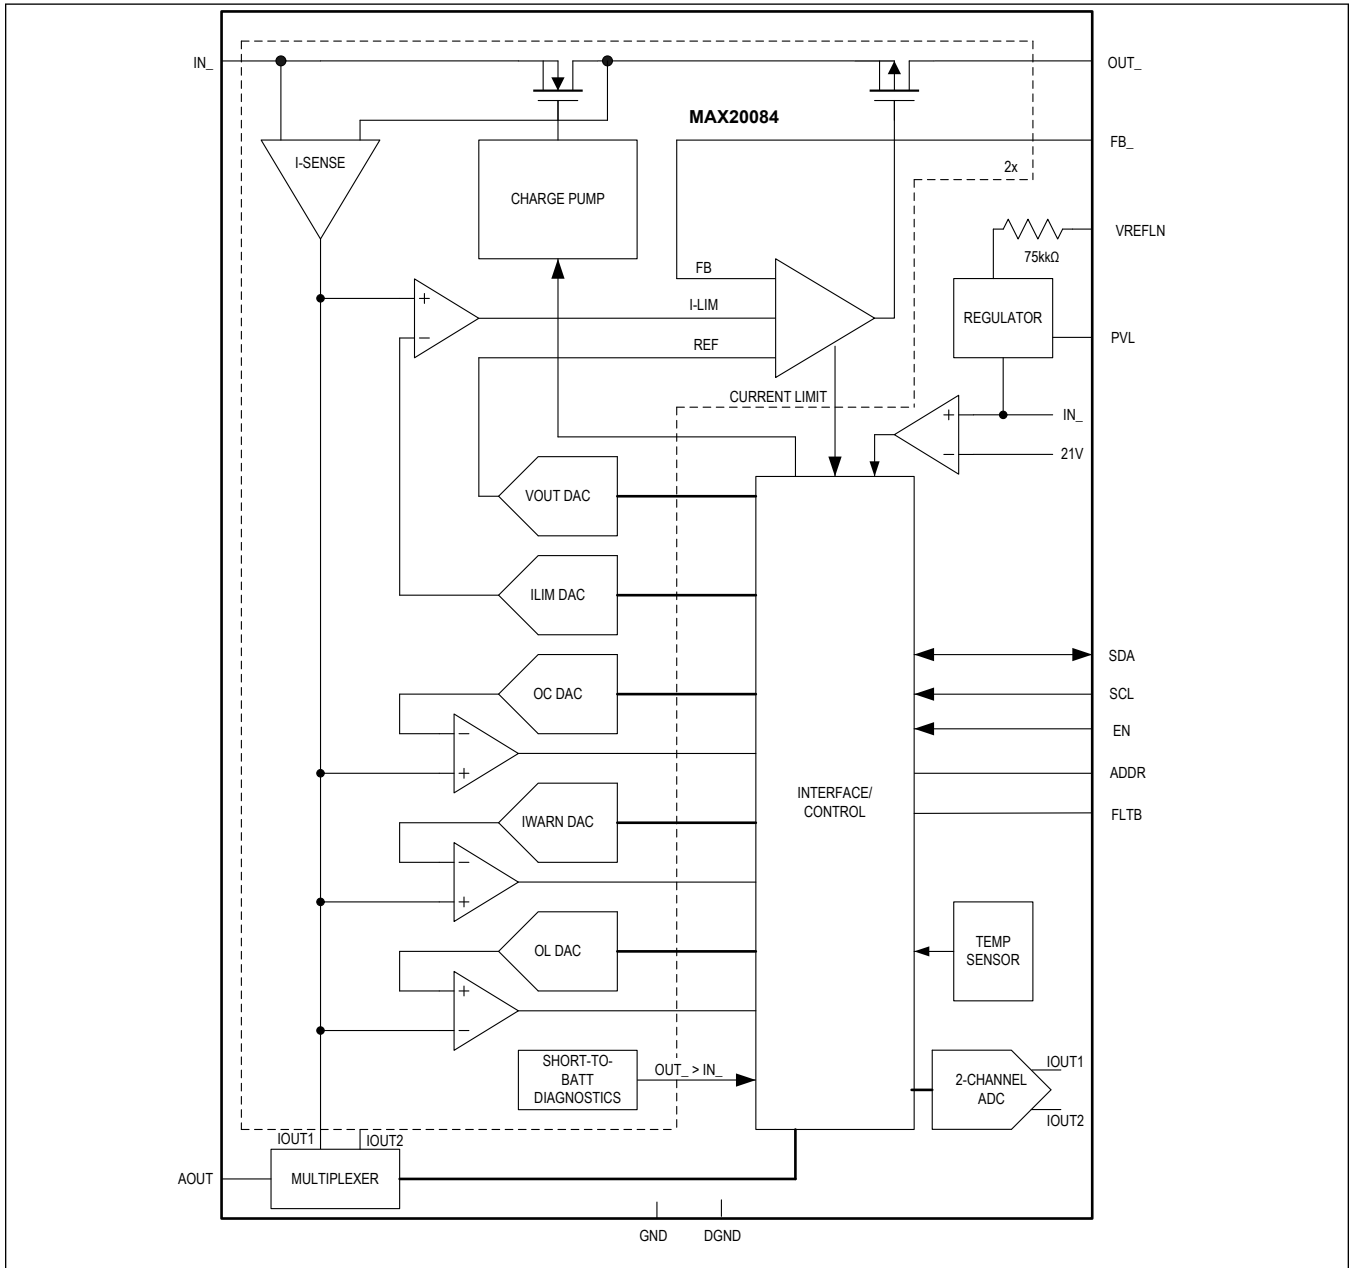 IN_
OUT_
MAX20084
FB_
I-SENSE
2x
CHARGE PUMP
VREFLN
75kkΩ
FB
+
I-LIM
REGULATOR
−
REF
PVL
CURRENT LIMIT
+
IN_
−
21V
VOUT DAC
ILIM DAC
SDA
OC DAC
SCL
−
EN
+
ADDR
INTERFACE/
CONTROL
IWARN DAC
FLTB
−
+
OL DAC
TEMP
SENSOR
+
−
SHORT-TO-
BATT
DIAGNOSTICS
OUT_ > IN_
2-CHANNEL
ADC
IOUT1
IOUT2
IOUT1
IOUT2
AOUT
MULTIPLEXER
GND
DGND